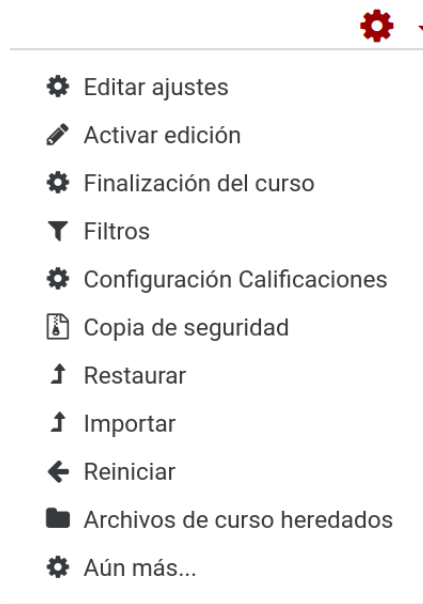 Editar ajustes
Activar edición
Finalización del curso
Filtros
Configuración Calificaciones
Copia de seguridad
Restaurar
Importar
Reiniciar
Archivos de curso heredados
Aún más...